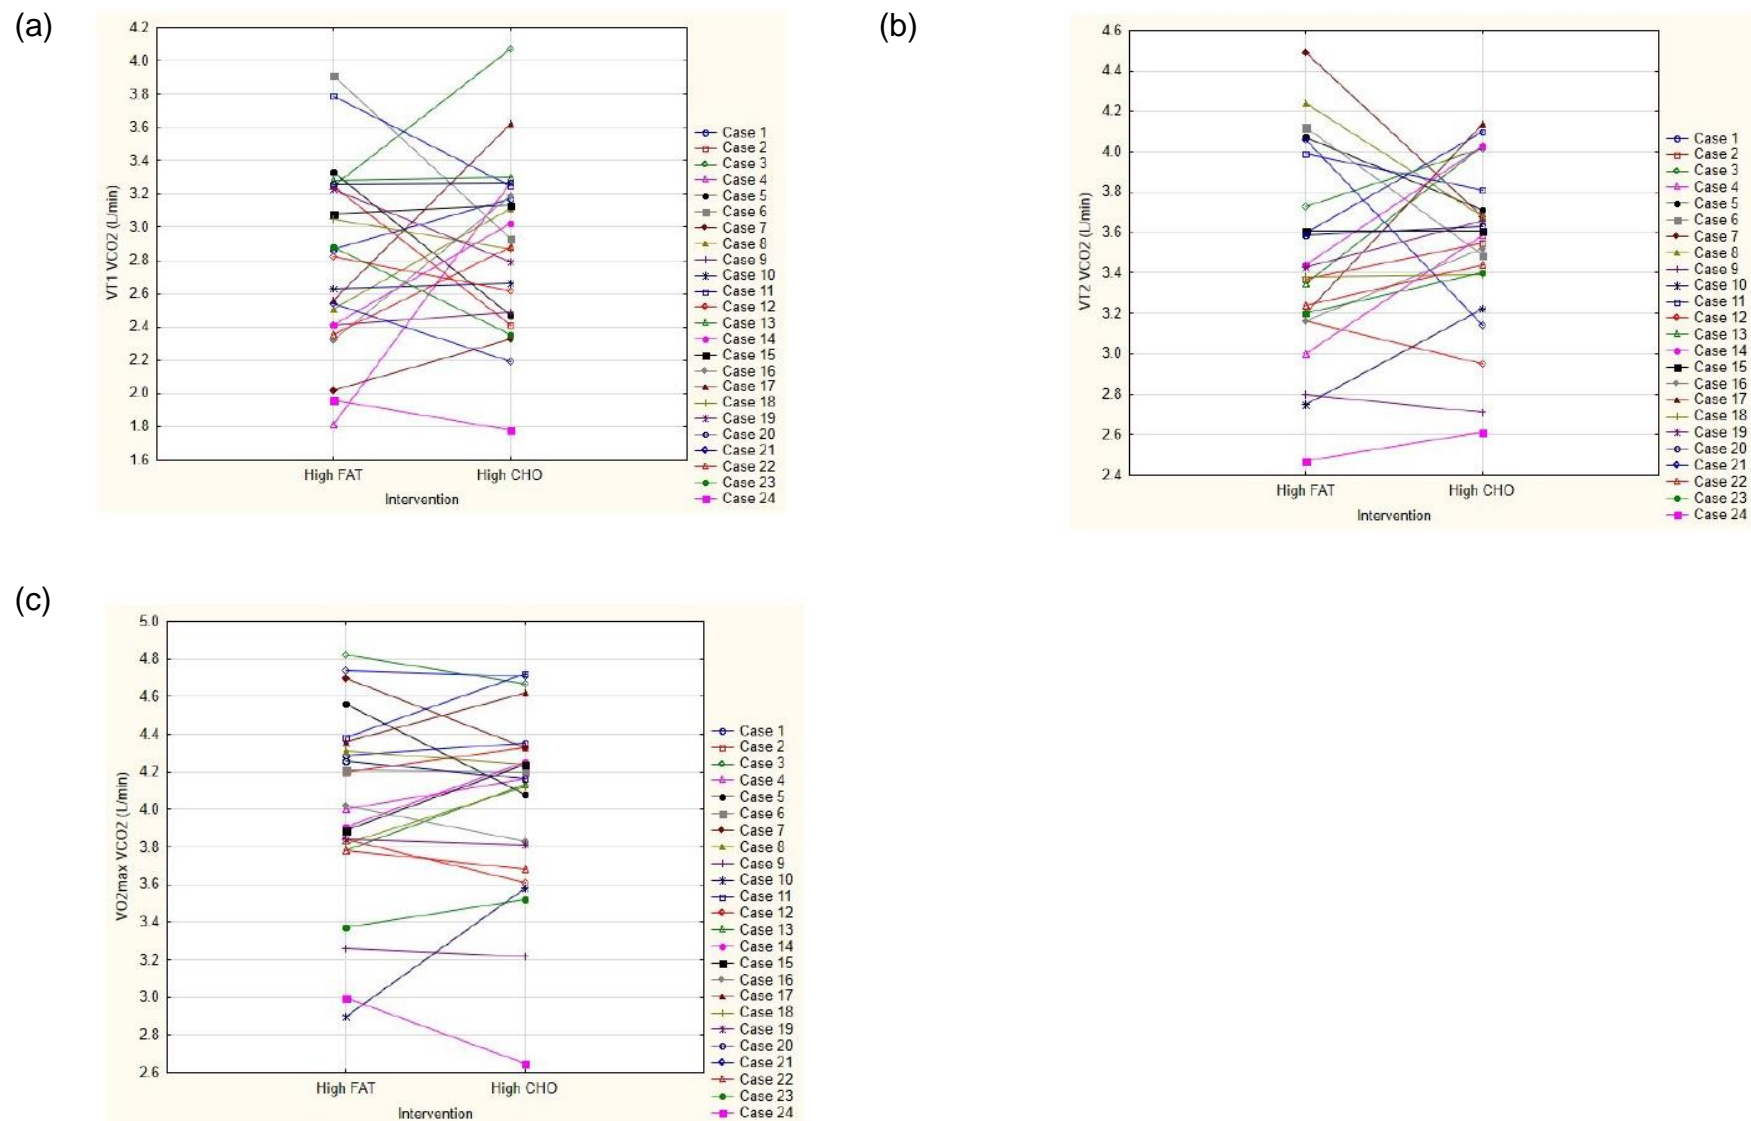 (a)
4.2
4.0
3.8
3.6
3.4
3.2
3.0
2.8
2.6
2.4
2.2
2.0
1.8
1.6
VT1 VCO2 (L/min)
High FAT High CHO
Intervention
Case 1
Case 2
Case 3
Case 4
Case 5
Case 6
Case 7
Case 8
Case 9
Case 10
Case 11
Case 12
Case 13
Case 14
Case 15
Case 16
Case 17
Case 18
Case 19
Case 20
Case 21
Case 22
Case 23
Case 24
(b)
4.6
4.4
4.2
4.0
3.8
3.6
3.4
3.2
3.0
2.8
2.6
2.4
VT2 VCO2 (L/min)
High FAT High CHO
Intervention
Case 1
Case 2
Case 3
Case 4
Case 5
Case 6
Case 7
Case 8
Case 9
Case 10
Case 11
Case 12
Case 13
Case 14
Case 15
Case 16
Case 17
Case 18
Case 19
Case 20
Case 21
Case 22
Case 23
Case 24
(c)
5.0
4.8
4.6
4.4
4.2
4.0
3.8
3.6
3.4
3.2
3.0
2.8
2.6
VO2max VCO2 (L/min)
High FAT High CHO
Intervention
Case 1
Case 2
Case 3
Case 4
Case 5
Case 6
Case 7
Case 8
Case 9
Case 10
Case 11
Case 12
Case 13
Case 14
Case 15
Case 16
Case 17
Case 18
Case 19
Case 20
Case 21
Case 22
Case 23
Case 24